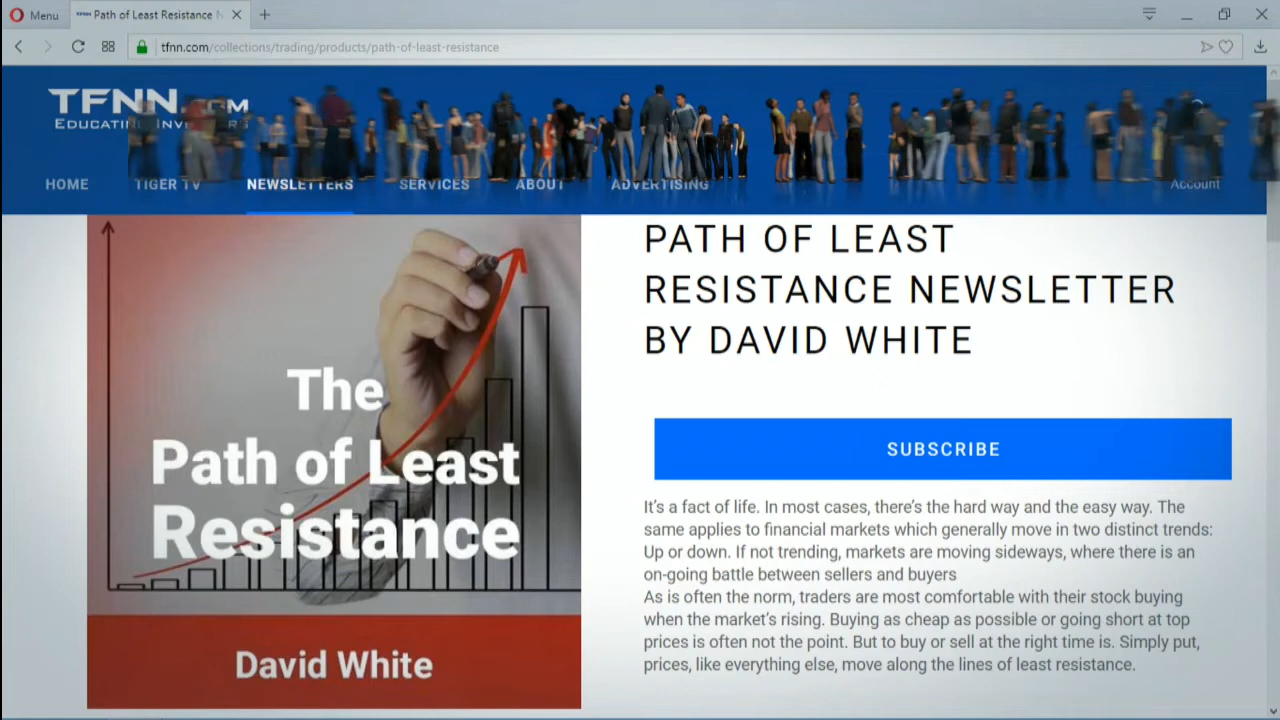 Menu
Path of Least Resistance
tfnn.com/collections/trading/products/path-of-least-resistance
TFNN.COM
EDUCATING INVESTORS
HOME TIGER TV NEWSLETTERS SERVICES ABOUT ADVERTISING Account
The
Path of Least
Resistance
David White
PATH OF LEAST
RESISTANCE NEWSLETTER
BY DAVID WHITE
SUBSCRIBE
It's a fact of life. In most cases, there's the hard way and the easy way. The
same applies to financial markets which generally move in two distinct trends:
Up or down. If not trending, markets are moving sideways, where there is an
on-going battle between sellers and buyers
As is often the norm, traders are most comfortable with their stock buying
when the market's rising. Buying as cheap as possible or going short at top
prices is often not the point. But to buy or sell at the right time is. Simply put,
prices, like everything else, move along the lines of least resistance.